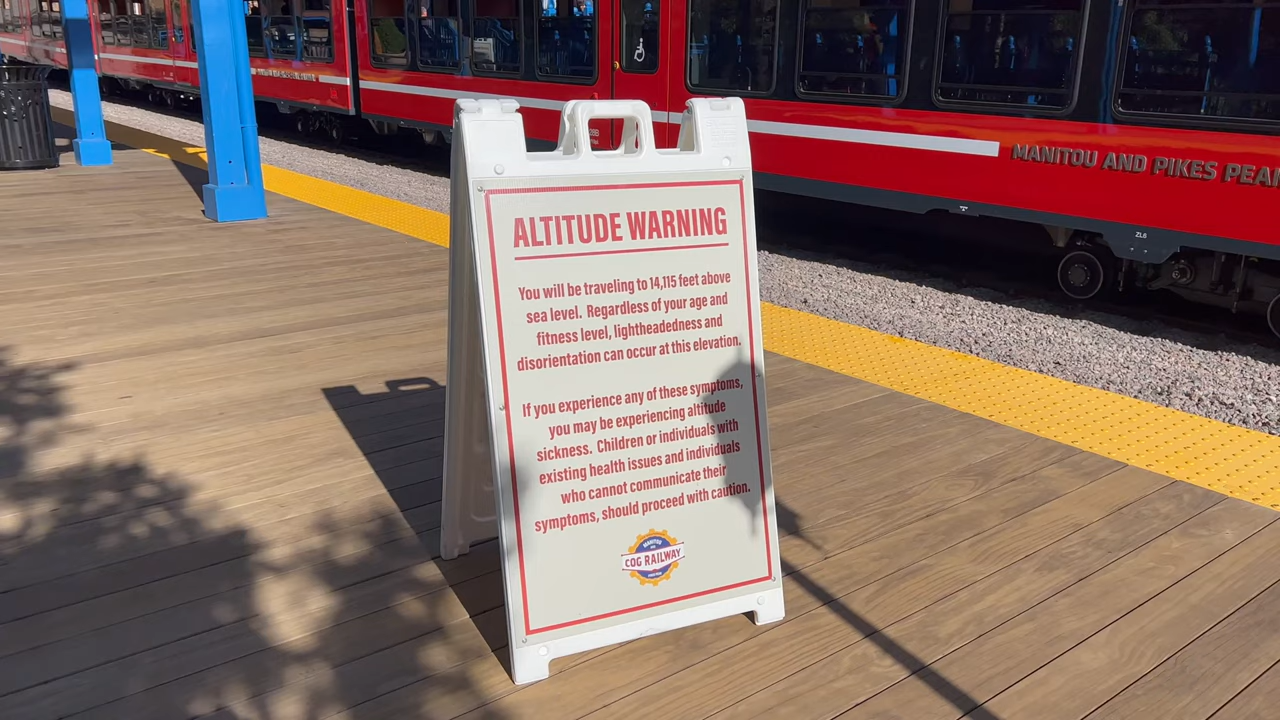 MANITOU AND PIKES PEA
ZL6
ALTITUDE WARNING
You will be traveling to 14,115 feet above
sea level. Regardless of your age and
fitness level, lightheadedness and
disorientation can occur at this elevation.
If you experience any of these symptoms,
you may be experiencing altitude
sickness. Children or individuals with
existing health issues and individuals
who cannot communicate their
symptoms, should proceed with caution.
MANITOU
COG RAILWAY